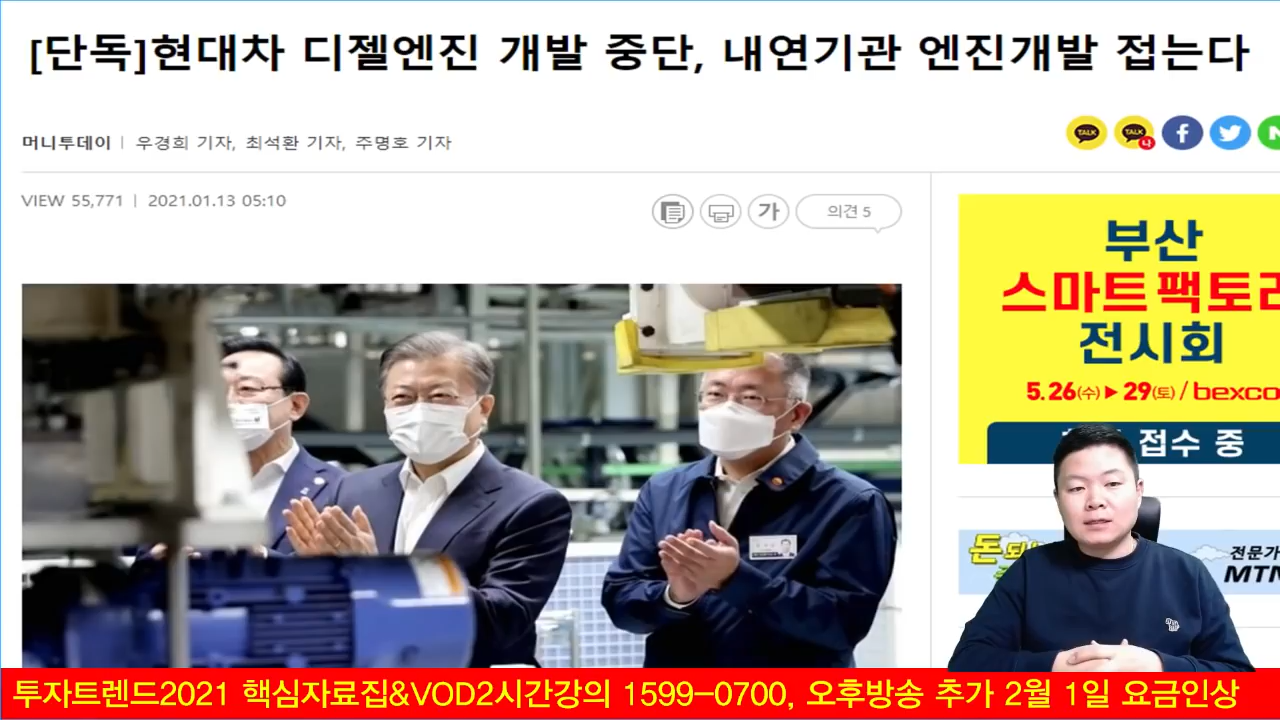 [단독]현대차 디젤엔진 개발 중단, 내연기관 엔진개발 접는다
머니투데이 | 우경희 기자, 최석환 기자, 주명호 기자
TALK
TALK
나
VIEW 55,771 | 2021.01.13 05:10
가
의견 5
부산
스마트팩토리
전시회
5.26(수)▶29(토)/bexco
접수 중
돈
전문가
MTN
투자트렌드2021 핵심자료집&VOD2시간강의 1599-0700, 오후방송 추가 2월 1일 요금인상